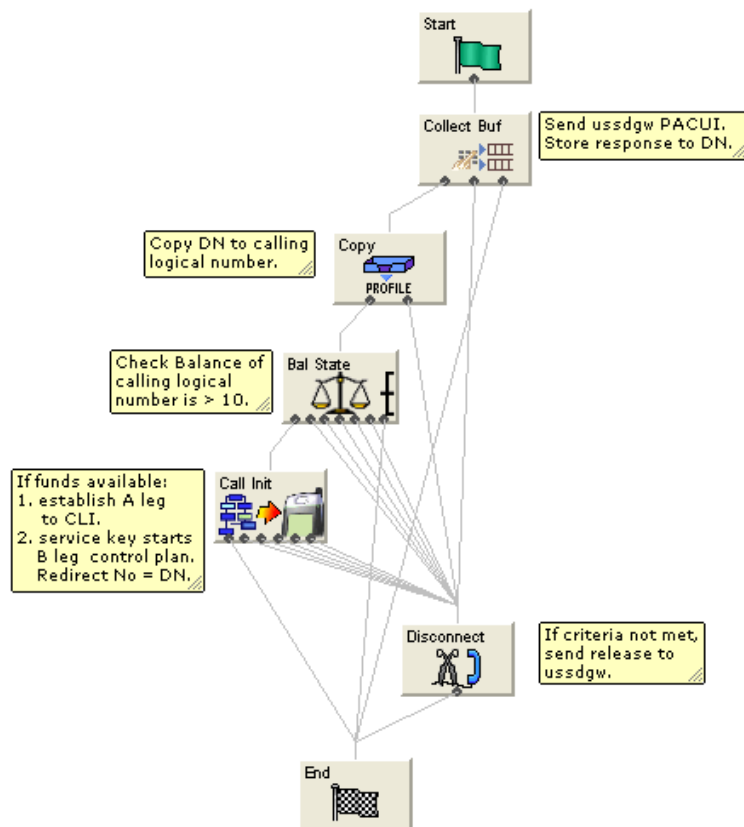 Start
Collect Buf
Send ussdgw PACUI.
Store response to DN.
Copy DN to calling
logical number.
Copy
PROFILE
Check Balance of
calling logical
number is > 10.
Bal State
If funds available:
1. establish A leg
to CLI.
2. service key starts
B leg control plan.
Redirect No = DN.
Call Init
Disconnect
If criteria not met,
send release to
ussdgw.
End